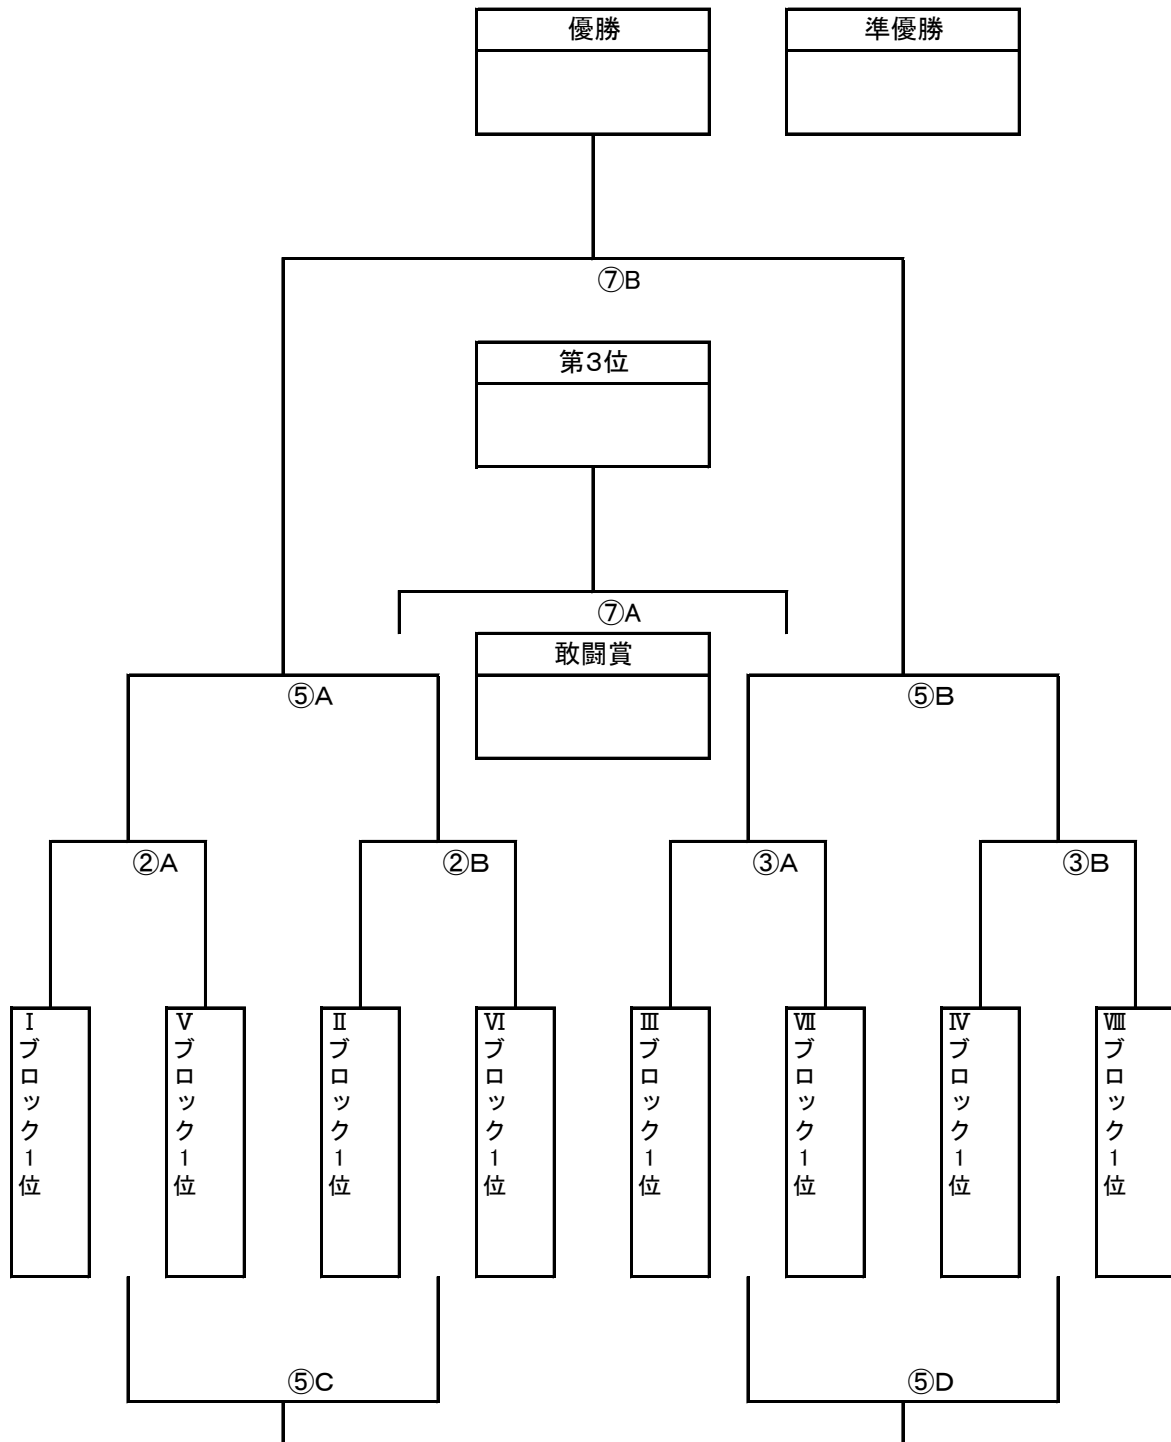 優勝
準優勝
⑦B
第3位
⑦A
敢闘賞
⑤A
⑤B
②A
②B
③A
③B
Ⅰブロック1位
Ⅴブロック1位
Ⅱブロック1位
Ⅵブロック1位
Ⅲブロック1位
Ⅶブロック1位
Ⅳブロック1位
Ⅷブロック1位
⑤C
⑤D